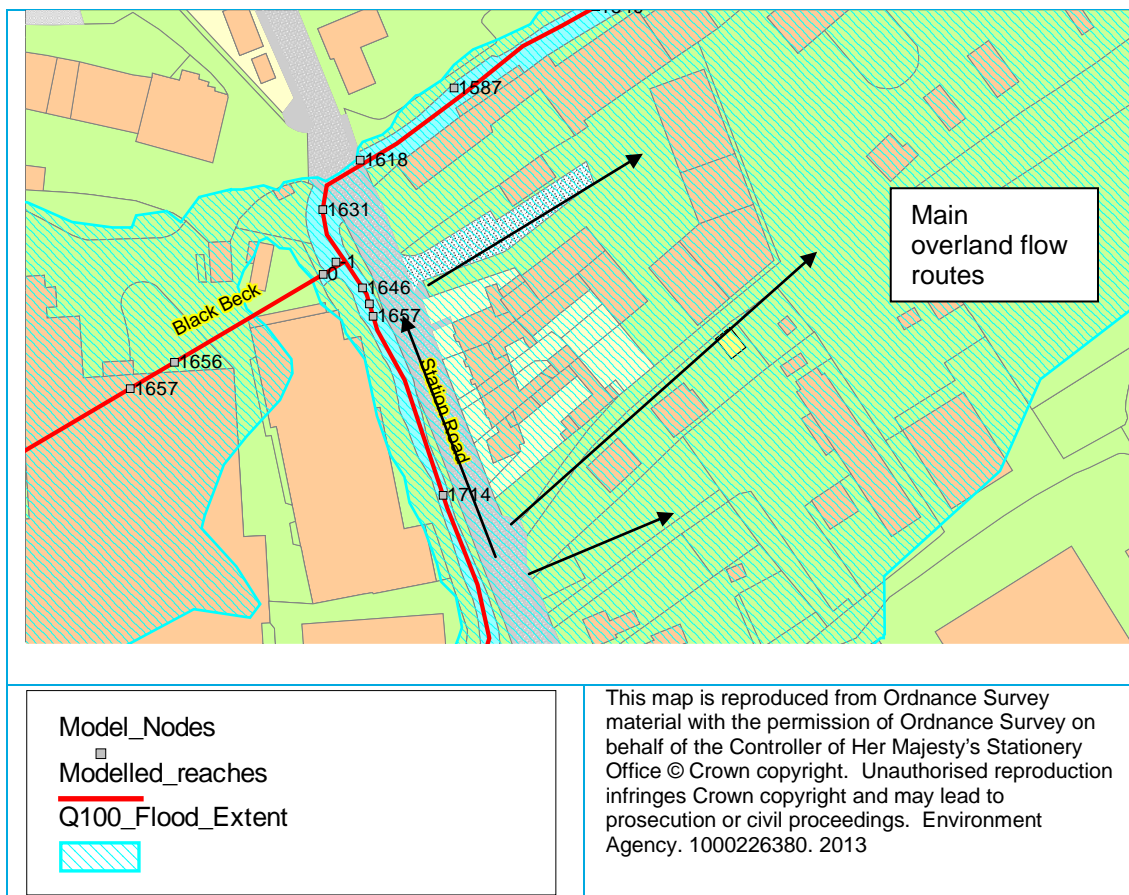 1587
1618
1631
-1
0
1646
1657
Black Beck
1656
1657
Station Road
1714
Main
overland flow
routes
Model_Nodes
Modelled_reaches
Q100_Flood_Extent
This map is reproduced from Ordnance Survey
material with the permission of Ordnance Survey on
behalf of the Controller of Her Majesty's Stationery
Office © Crown copyright. Unauthorised reproduction
infringes Crown copyright and may lead to
prosecution or civil proceedings. Environment
Agency. 1000226380. 2013